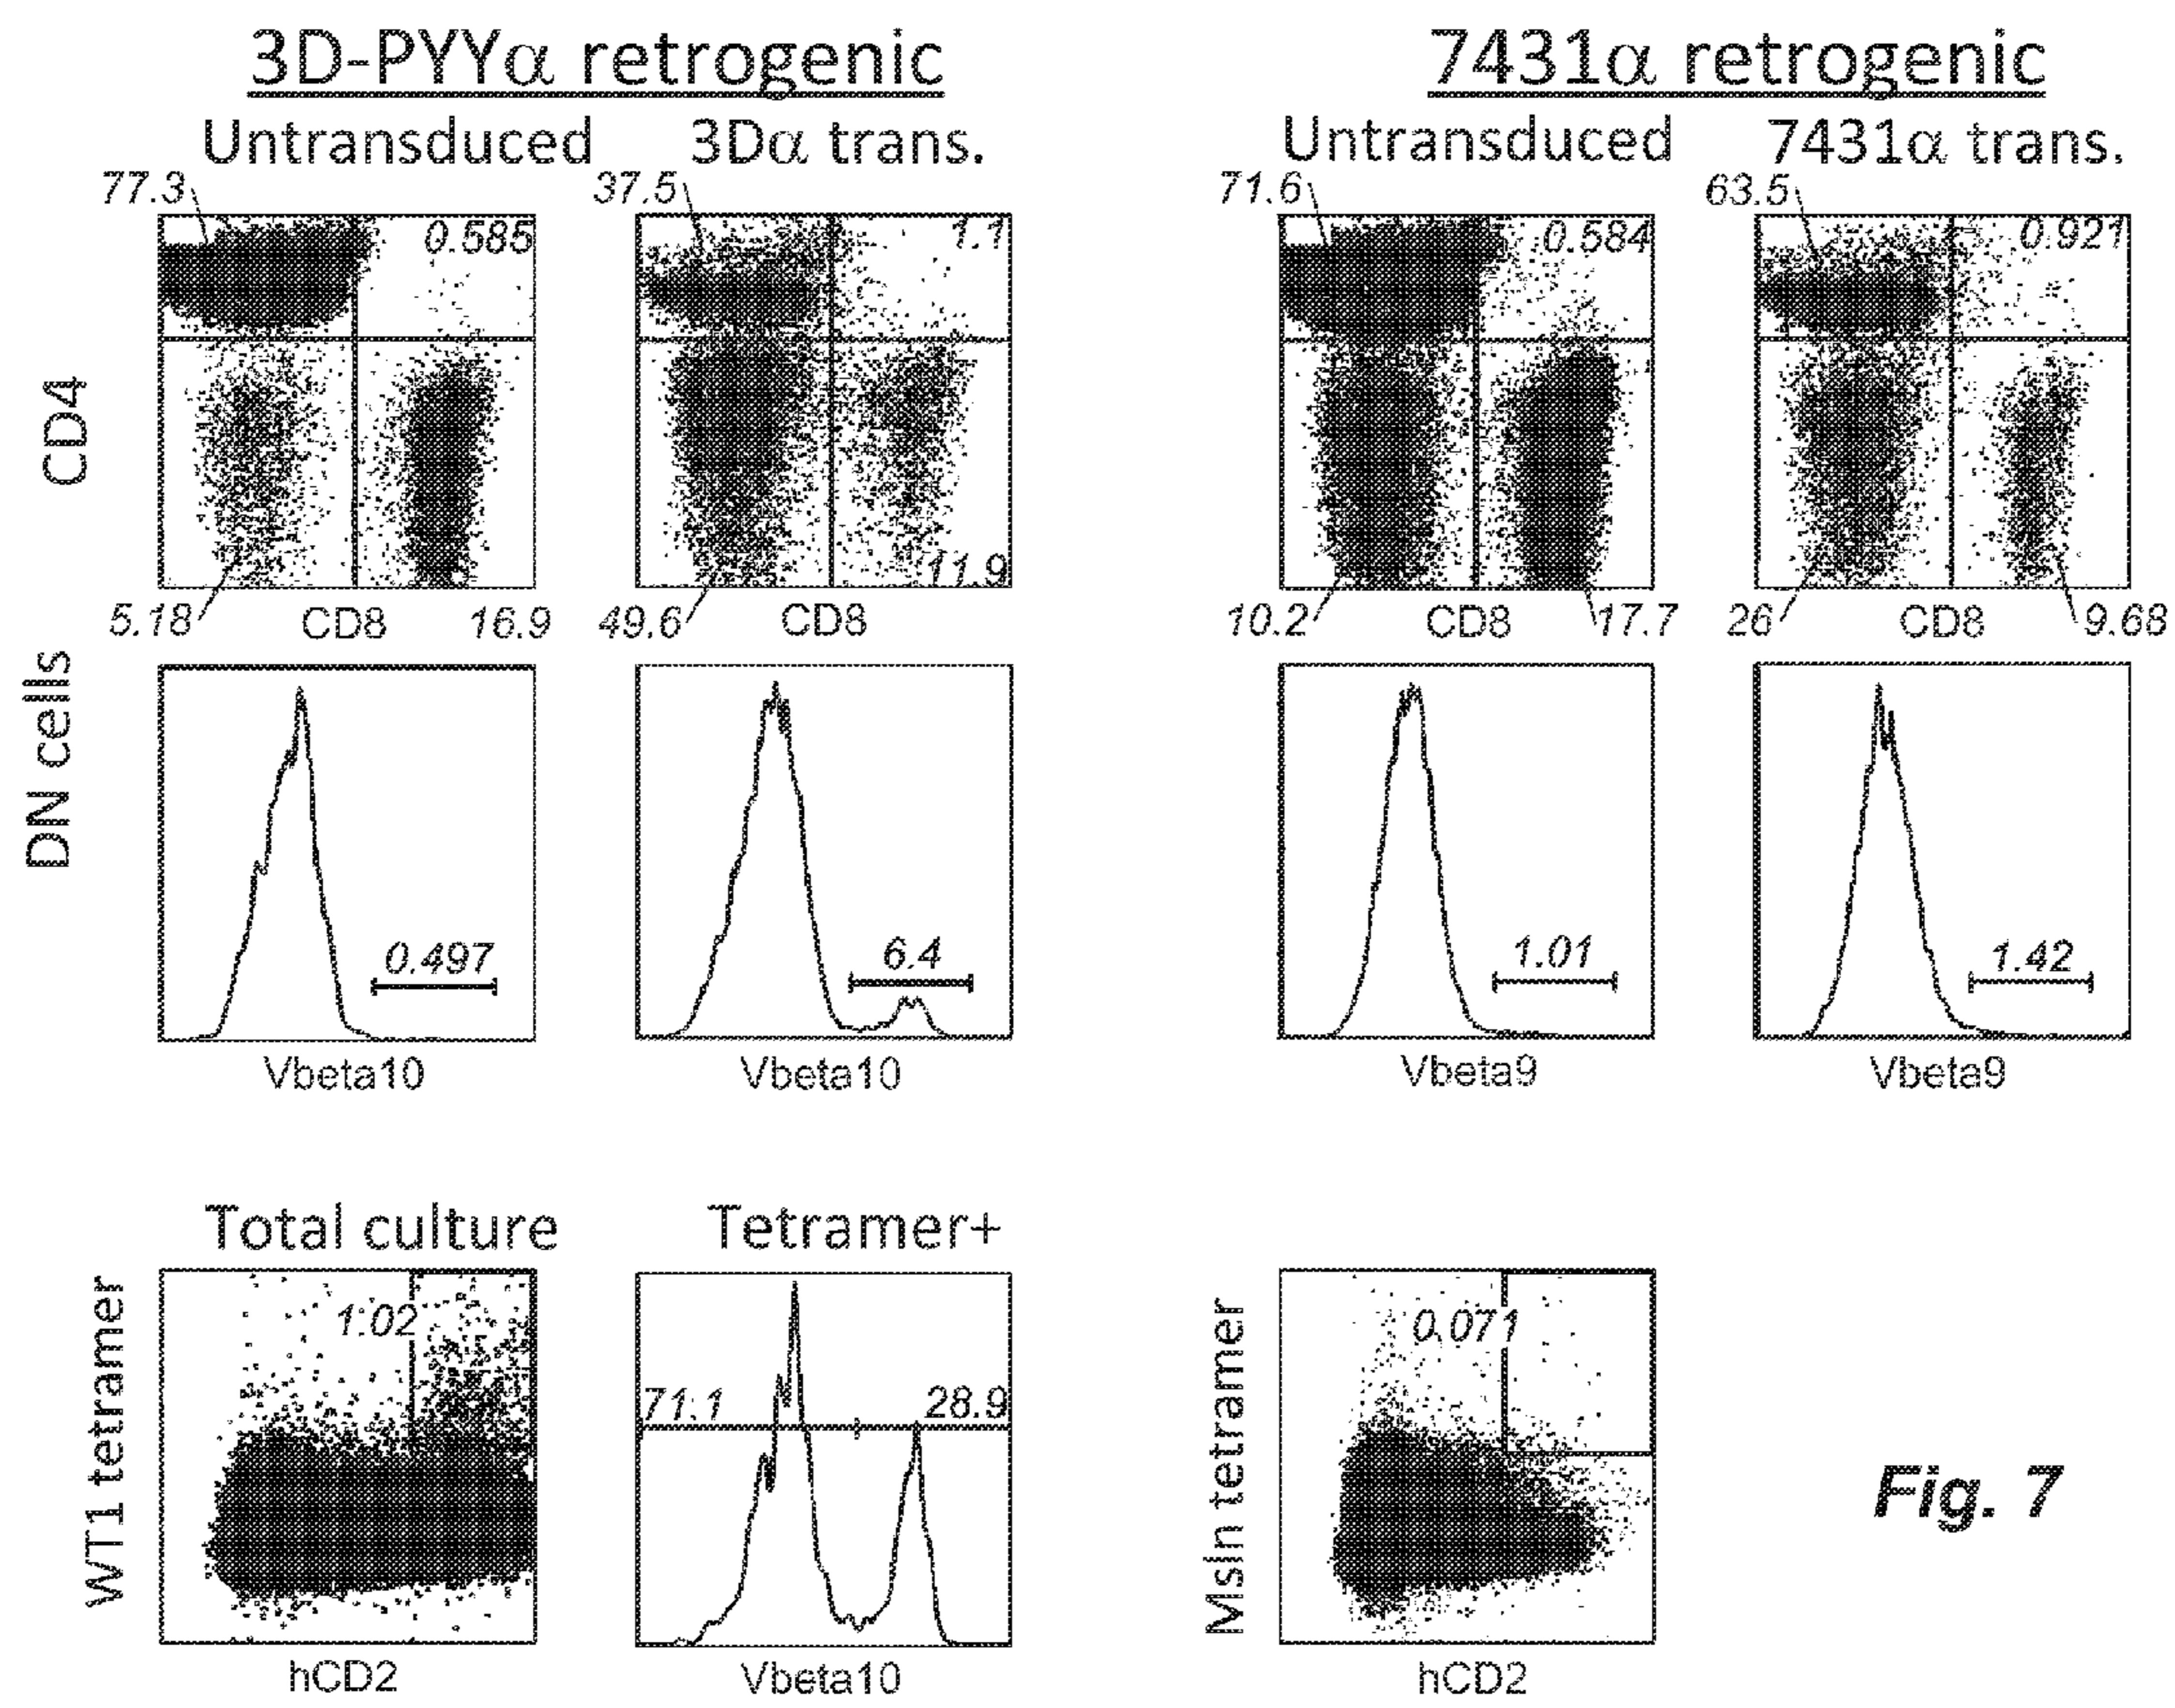 3D-PYYα retrogenic
7431α retrogenic
Untransduced
3Dα trans.
Untransduced
7431α trans.
77.3
37.5
71.6
63.5
0.585
1.1
0.584
0.921
CD4
11.9
5.18
CD8
16.9
49.6
CD8
10.2
CD8
17.7
26
CD8
9.68
DN cells
0.497
6.4
1.01
1.42
Vbeta10
Vbeta10
Vbeta9
Vbeta9
Total culture
Tetramer+
WT1 tetramer
1.02
71.1
28.9
Msln tetramer
0.071
Fig. 7
hCD2
Vbeta10
hCD2